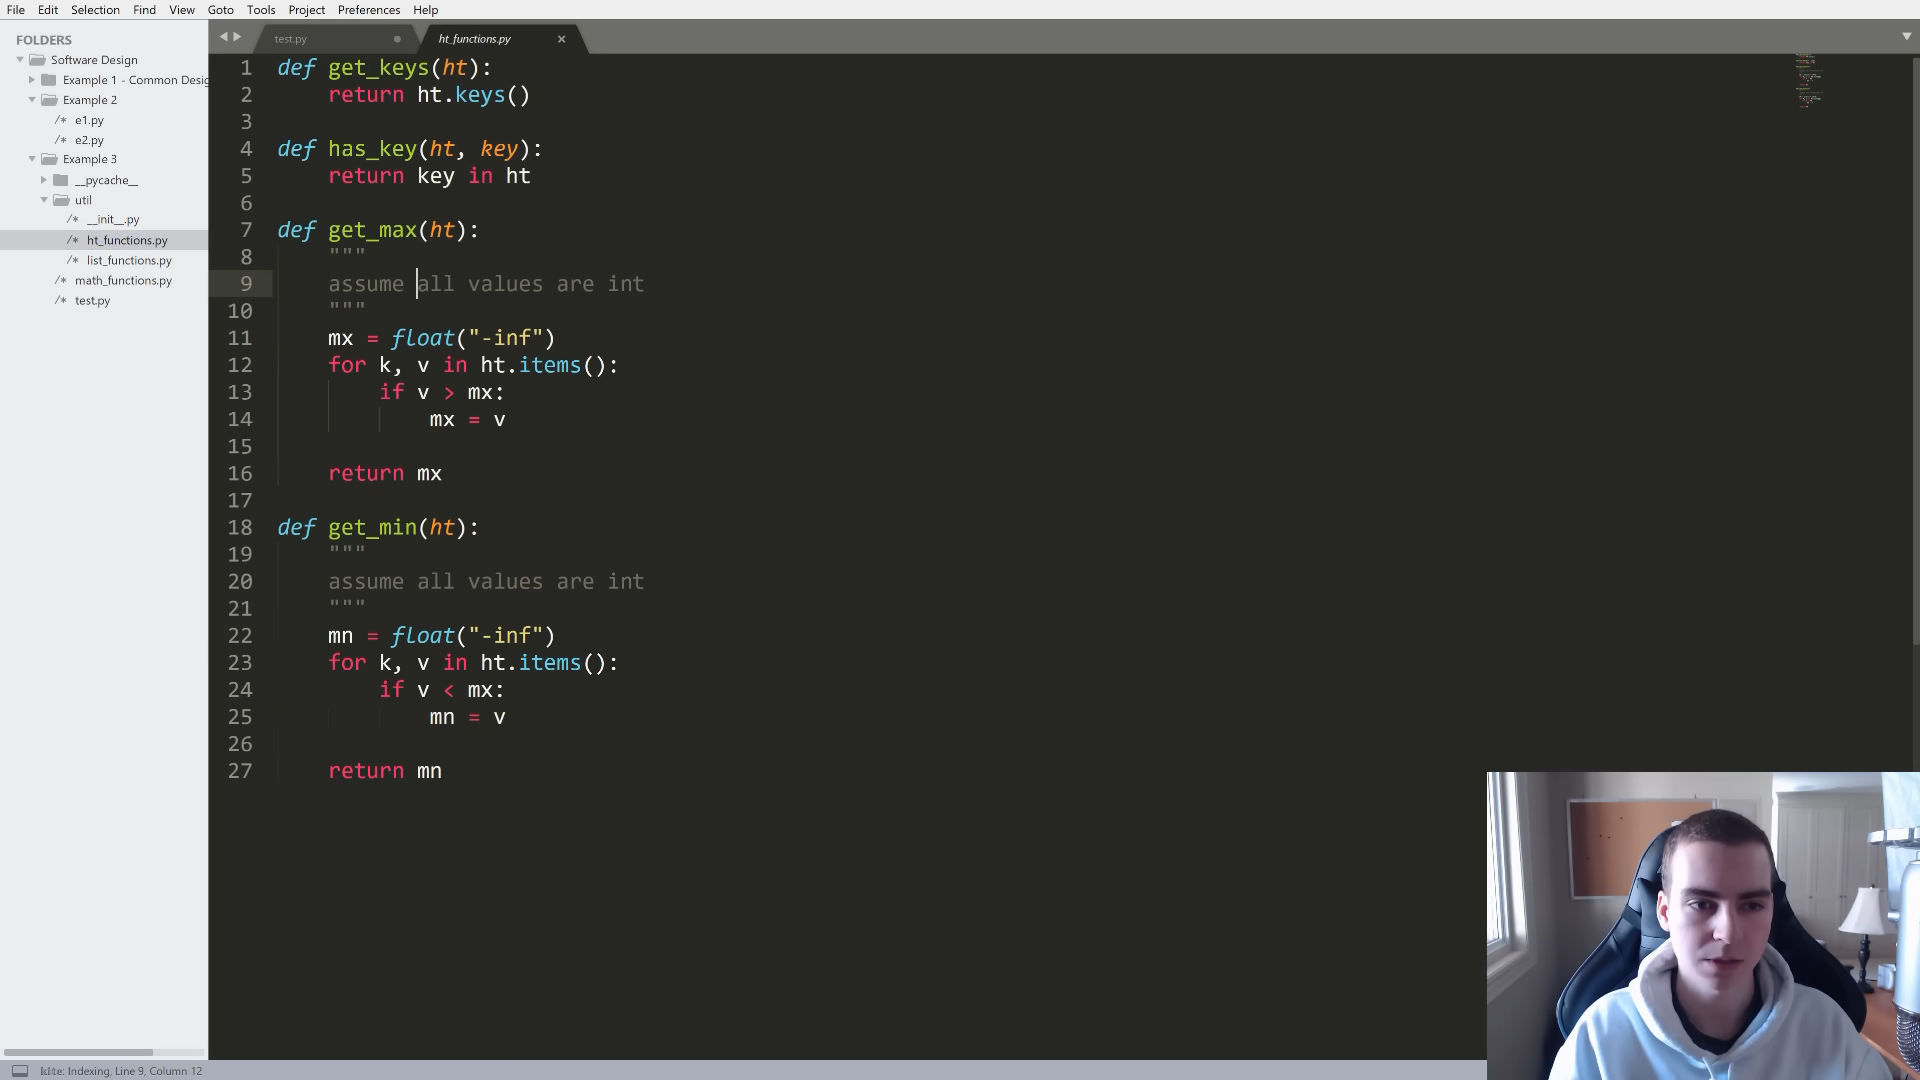 File Edit Selection Find View Goto Tools Project Preferences Help
FOLDERS
Software Design
Example 1 - Common Desig
Example 2
/* e1.py
/* e2.py
Example 3
__pycache__
util
/* __init__.py
/* ht_functions.py
/* list_functions.py
/* math_functions.py
/* test.py
test.py
ht_functions.py
1 def get_keys(ht):
2 return ht.keys()
3
4 def has_key(ht, key):
5 return key in ht
6
7 def get_max(ht):
8 """
9 assume all values are int
10 """
11 mx = float("-inf")
12 for k, v in ht.items():
13 if v > mx:
14 mx = v
15
16 return mx
17
18 def get_min(ht):
19 """
20 assume all values are int
21 """
22 mn = float("-inf")
23 for k, v in ht.items():
24 if v < mx:
25 mn = v
26
27 return mn
kite: Indexing, Line 9, Column 12